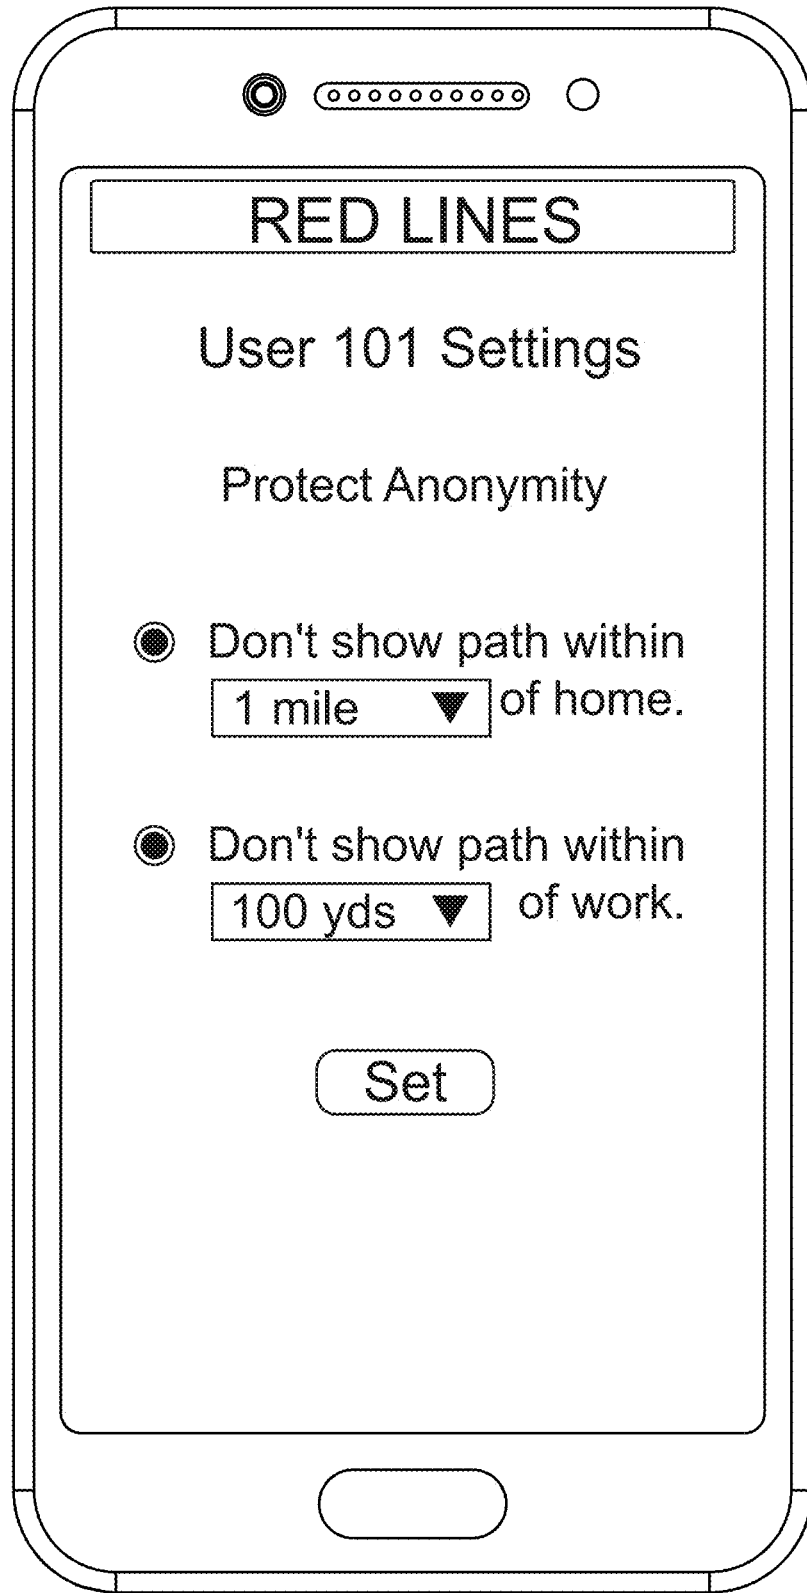 RED LINES
User 101 Settings
Protect Anonymity
Don't show path within
1 mile of home.
Don't show path within
100 yds of work.
Set